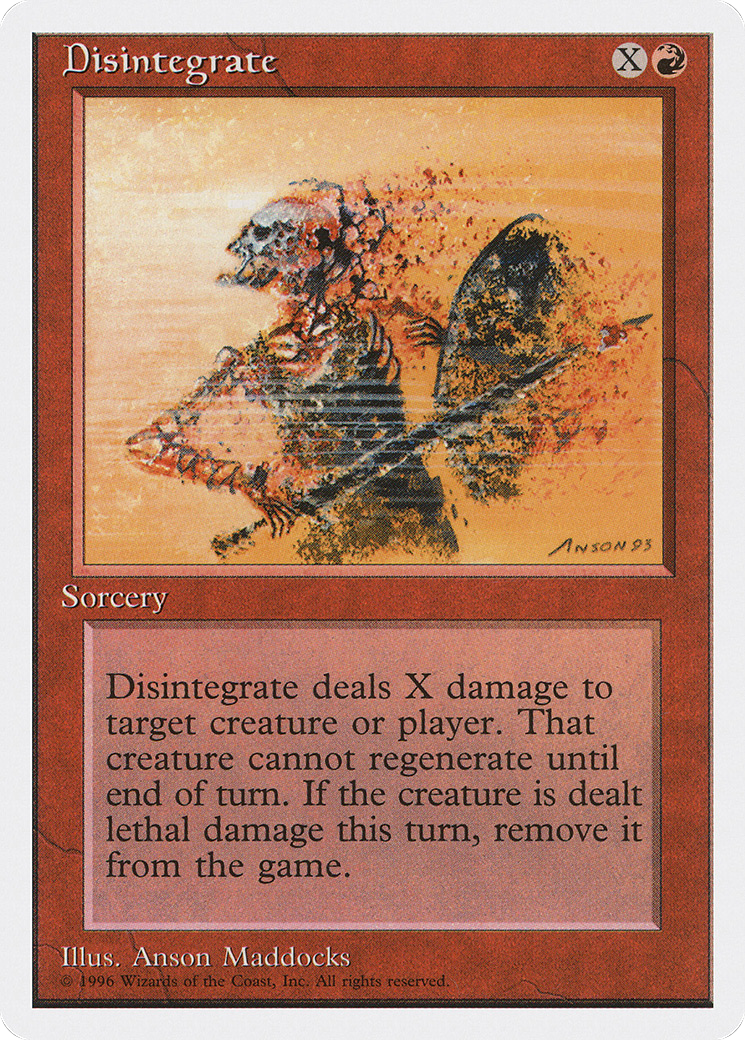 Disintegrate X
ANSON 93
Sorcery
Disintegrate deals X damage to
target creature or player. That
creature cannot regenerate until
end of turn. If the creature is dealt
lethal damage this turn, remove it
from the game.
Illus. Anson Maddocks
© 1996 Wizards of the Coast, Inc. All rights reserved.